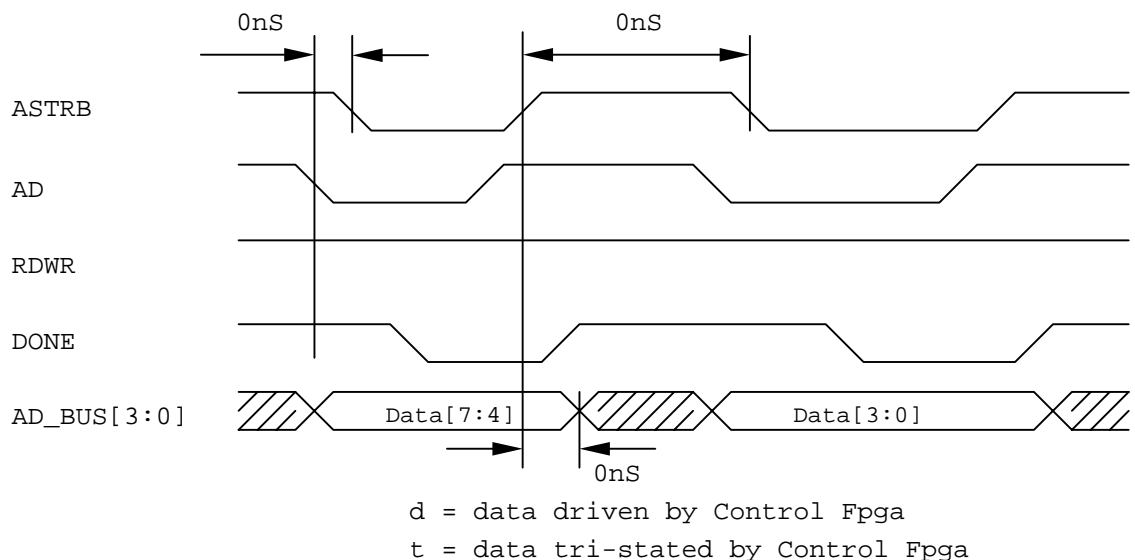 0nS 0nS
ASTRB
AD
RDWR
DONE
AD_BUS[3:0] Data[7:4] Data[3:0]
0nS
d = data driven by Control Fpga
t = data tri-stated by Control Fpga